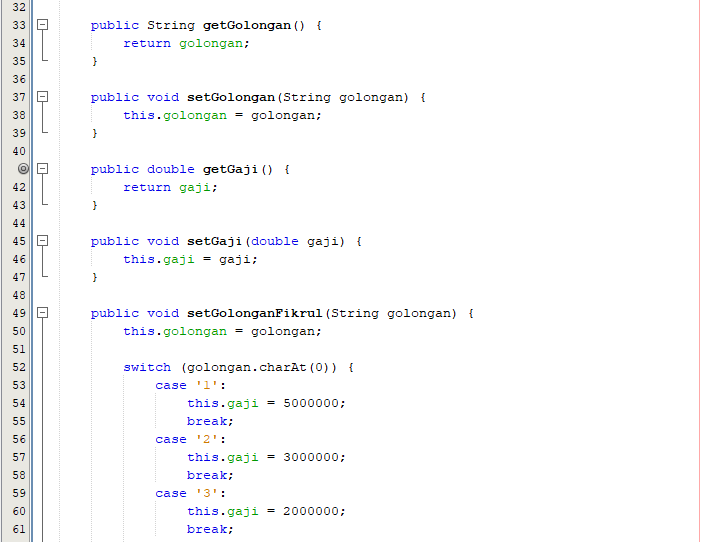 32
33 public String getGolongan() {
34 return golongan;
35 }
36
37 public void setGolongan(String golongan) {
38 this.golongan = golongan;
39 }
40
public double getGaji() {
42 return gaji;
43 }
44
45 public void setGaji(double gaji) {
46 this.gaji = gaji;
47 }
48
49 public void setGolonganFikrul(String golongan) {
50 this.golongan = golongan;
51
52 switch (golongan.charAt(0)) {
53 case '1':
54 this.gaji = 5000000;
55 break;
56 case '2':
57 this.gaji = 3000000;
58 break;
59 case '3':
60 this.gaji = 2000000;
61 break;